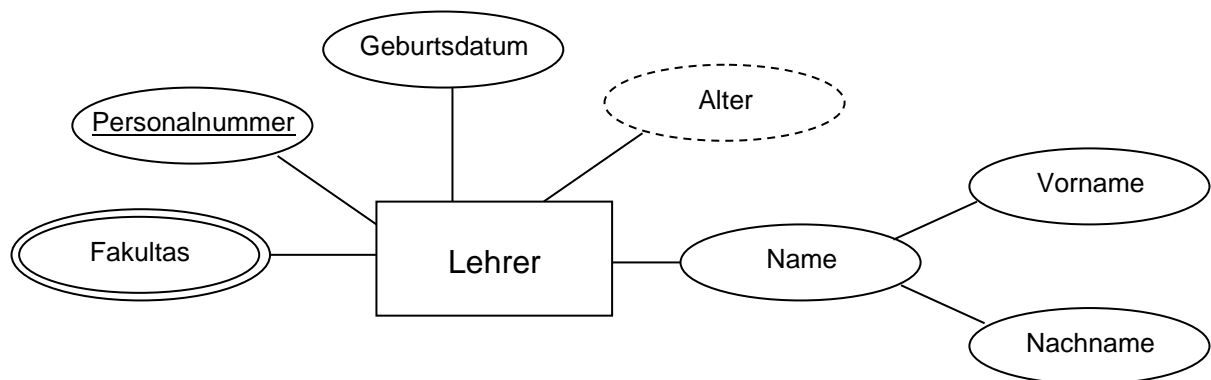 Geburtsdatum
Alter
Personalnummer
Vorname
Fakultas
Lehrer
Name
Nachname